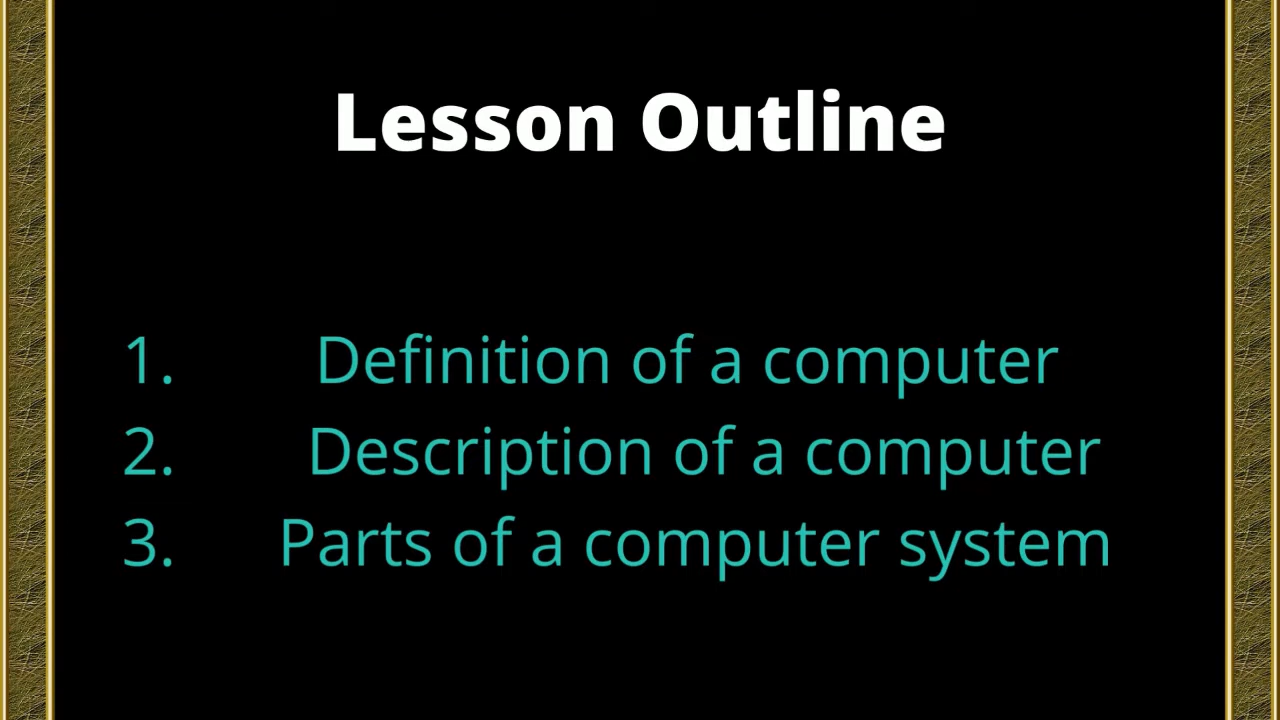 Lesson Outline
1. Definition of a computer
2. Description of a computer
3. Parts of a computer system